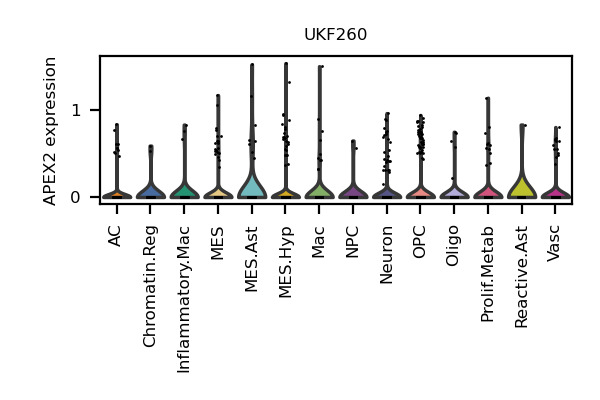 UKF260
APEX2 expression
1
0
AC
Chromatin.Reg
Inflammatory.Mac
MES
MES.Ast
MES.Hyp
Mac
NPC
Neuron
OPC
Oligo
Prolif.Metab
Reactive.Ast
Vasc